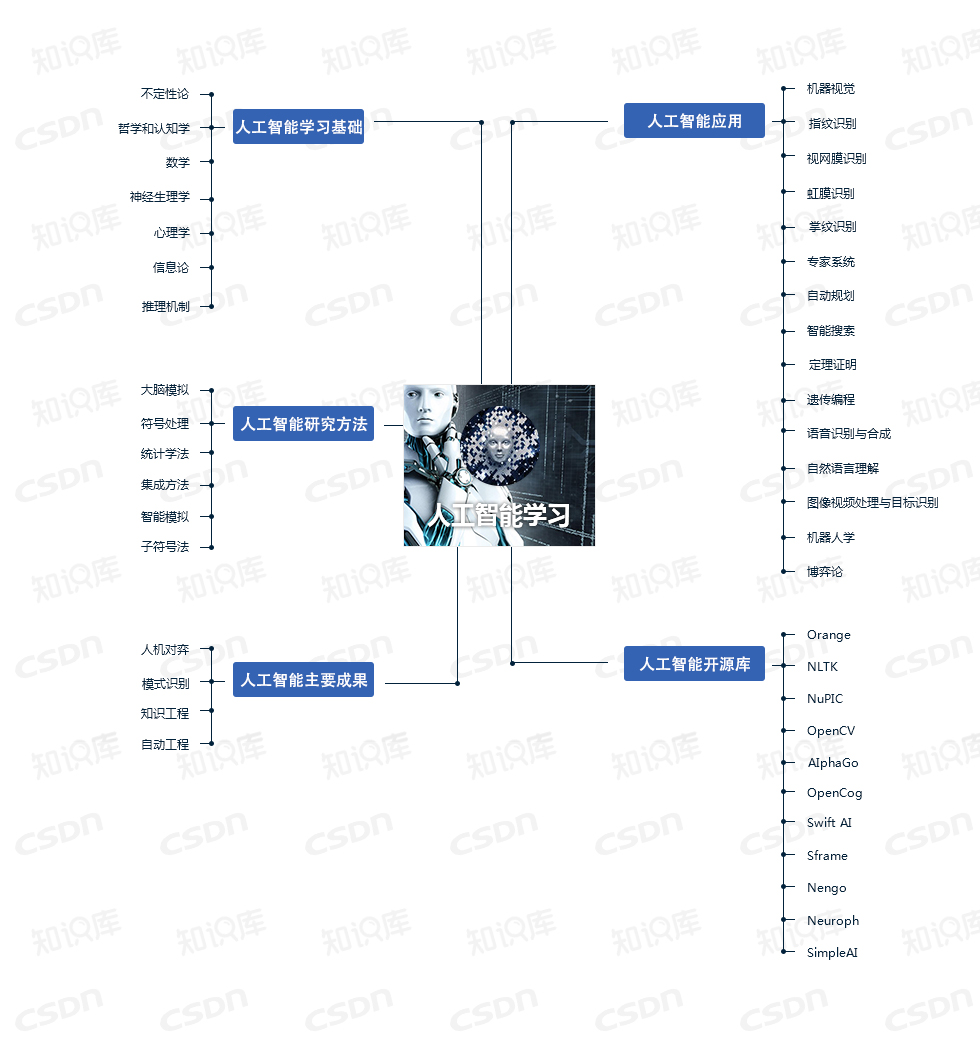 人工智能学习基础
不定性论
哲学和认知学
数学
神经生理学
心理学
信息论
推理机制
人工智能研究方法
大脑模拟
符号处理
统计学法
集成方法
智能模拟
子符号法
人工智能主要成果
人机对弈
模式识别
知识工程
自动工程
人工智能学习
人工智能应用
机器视觉
指纹识别
视网膜识别
虹膜识别
掌纹识别
专家系统
自动规划
智能搜索
定理证明
遗传编程
语音识别与合成
自然语言理解
图像视频处理与目标识别
机器人学
博弈论
人工智能开源库
Orange
NLTK
NuPIC
OpenCV
AIphaGo
OpenCog
Swift AI
Sframe
Nengo
Neuroph
SimpleAI
知识库
CSDN